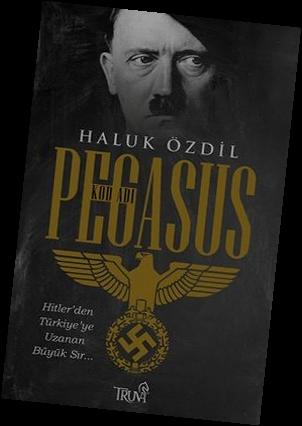 HALUK ÖZDİL
PEGASUS
KOD ADI
Hitler'den
Türkiye'ye
Uzanan
Büyük Sır...
TRUVA